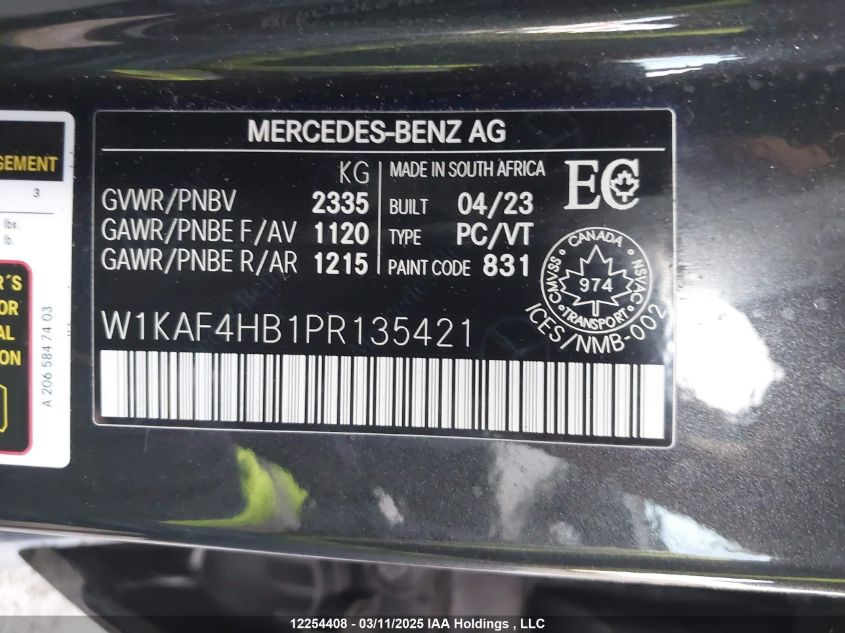 MERCEDES-BENZ AG
KG
GVWR/PNBV 2335
GAWR/PNBE F/AV 1120
GAWR/PNBE R/AR 1215
MADE IN SOUTH AFRICA
BUILT 04/23
TYPE PC/VT
PAINT CODE 831
EC
CANADA
CMVSS 974 NSVAC
TRANSPORT
ICES/NMB-002
W1KAF4HB1PR135421
GEMENT
3
lbs.
lb.
R´S
OR
AL
ON
A 206 584 74 03
12254408 - 03/11/2025 IAA Holdings , LLC